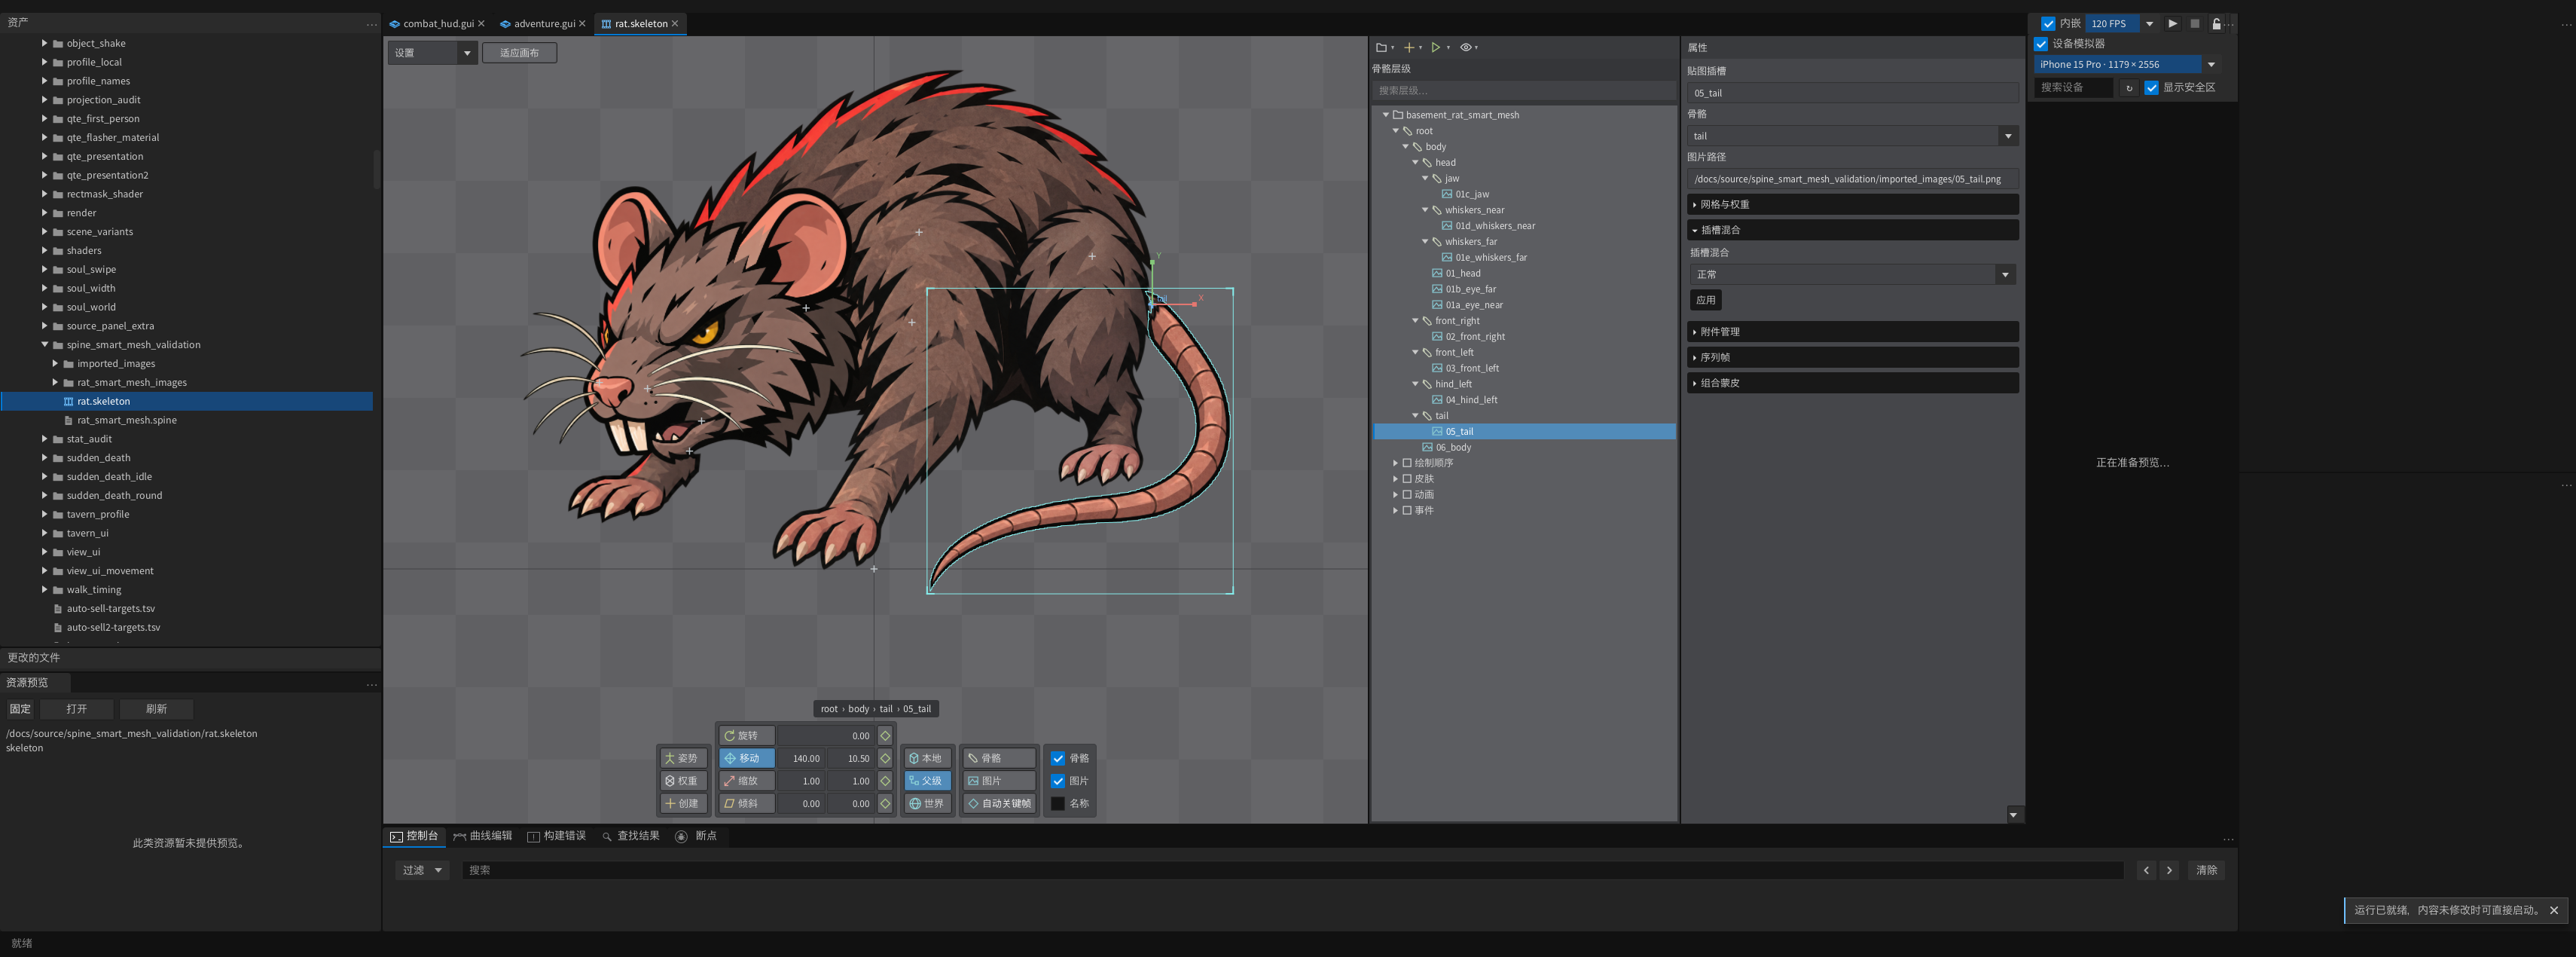 资产
object_shake
profile_local
profile_names
projection_audit
qte_first_person
qte_flasher_material
qte_presentation
qte_presentation2
rectmask_shader
render
scene_variants
shaders
soul_swipe
soul_width
soul_world
source_panel_extra
spine_smart_mesh_validation
imported_images
rat_smart_mesh_images
rat.skeleton
rat_smart_mesh.spine
stat_audit
sudden_death
sudden_death_idle
sudden_death_round
tavern_profile
tavern_ui
view_ui
view_ui_movement
walk_timing
auto-sell-targets.tsv
auto-sell2-targets.tsv
更改的文件
资源预览
固定 打开 刷新
/docs/source/spine_smart_mesh_validation/rat.skeleton
skeleton
此类资源暂未提供预览。
就绪
combat_hud.gui adventure.gui rat.skeleton
设置 适应画布
Y
X
tail
root › body › tail › 05_tail
姿势
权重
创建
旋转 0.00
移动 140.00 10.50
缩放 1.00 1.00
倾斜 0.00 0.00
本地
父级
世界
骨骼
图片
自动关键帧
骨骼
图片
名称
骨骼层级
搜索层级...
basement_rat_smart_mesh
root
body
head
jaw
01c_jaw
whiskers_near
01d_whiskers_near
whiskers_far
01e_whiskers_far
01_head
01b_eye_far
01a_eye_near
front_right
02_front_right
front_left
03_front_left
hind_left
04_hind_left
tail
05_tail
06_body
绘制顺序
皮肤
动画
事件
属性
贴图插槽
05_tail
骨骼
tail
图片路径
/docs/source/spine_smart_mesh_validation/imported_images/05_tail.png
网格与权重
插槽混合
插槽混合
正常
应用
附件管理
序列帧
组合蒙皮
内嵌 120 FPS
设备模拟器
iPhone 15 Pro · 1179 × 2556
搜索设备 显示安全区
正在准备预览...
控制台 曲线编辑 构建错误 查找结果 断点
过滤 搜索 清除
运行已就绪，内容未修改时可直接启动。